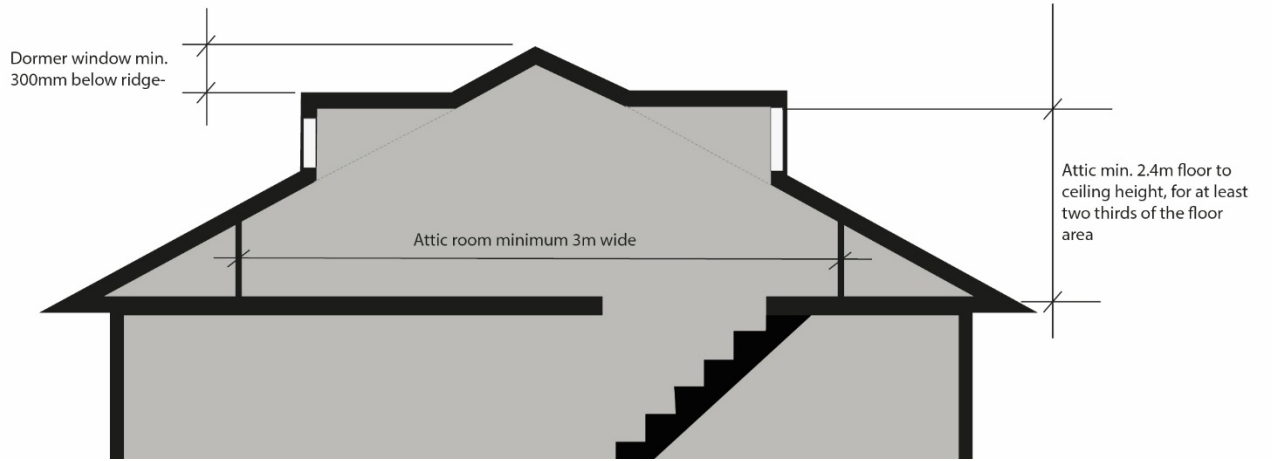 Dormer window min.
300mm below ridge-
Attic room minimum 3m wide
Attic min. 2.4m floor to
ceiling height, for at least
two thirds of the floor
area